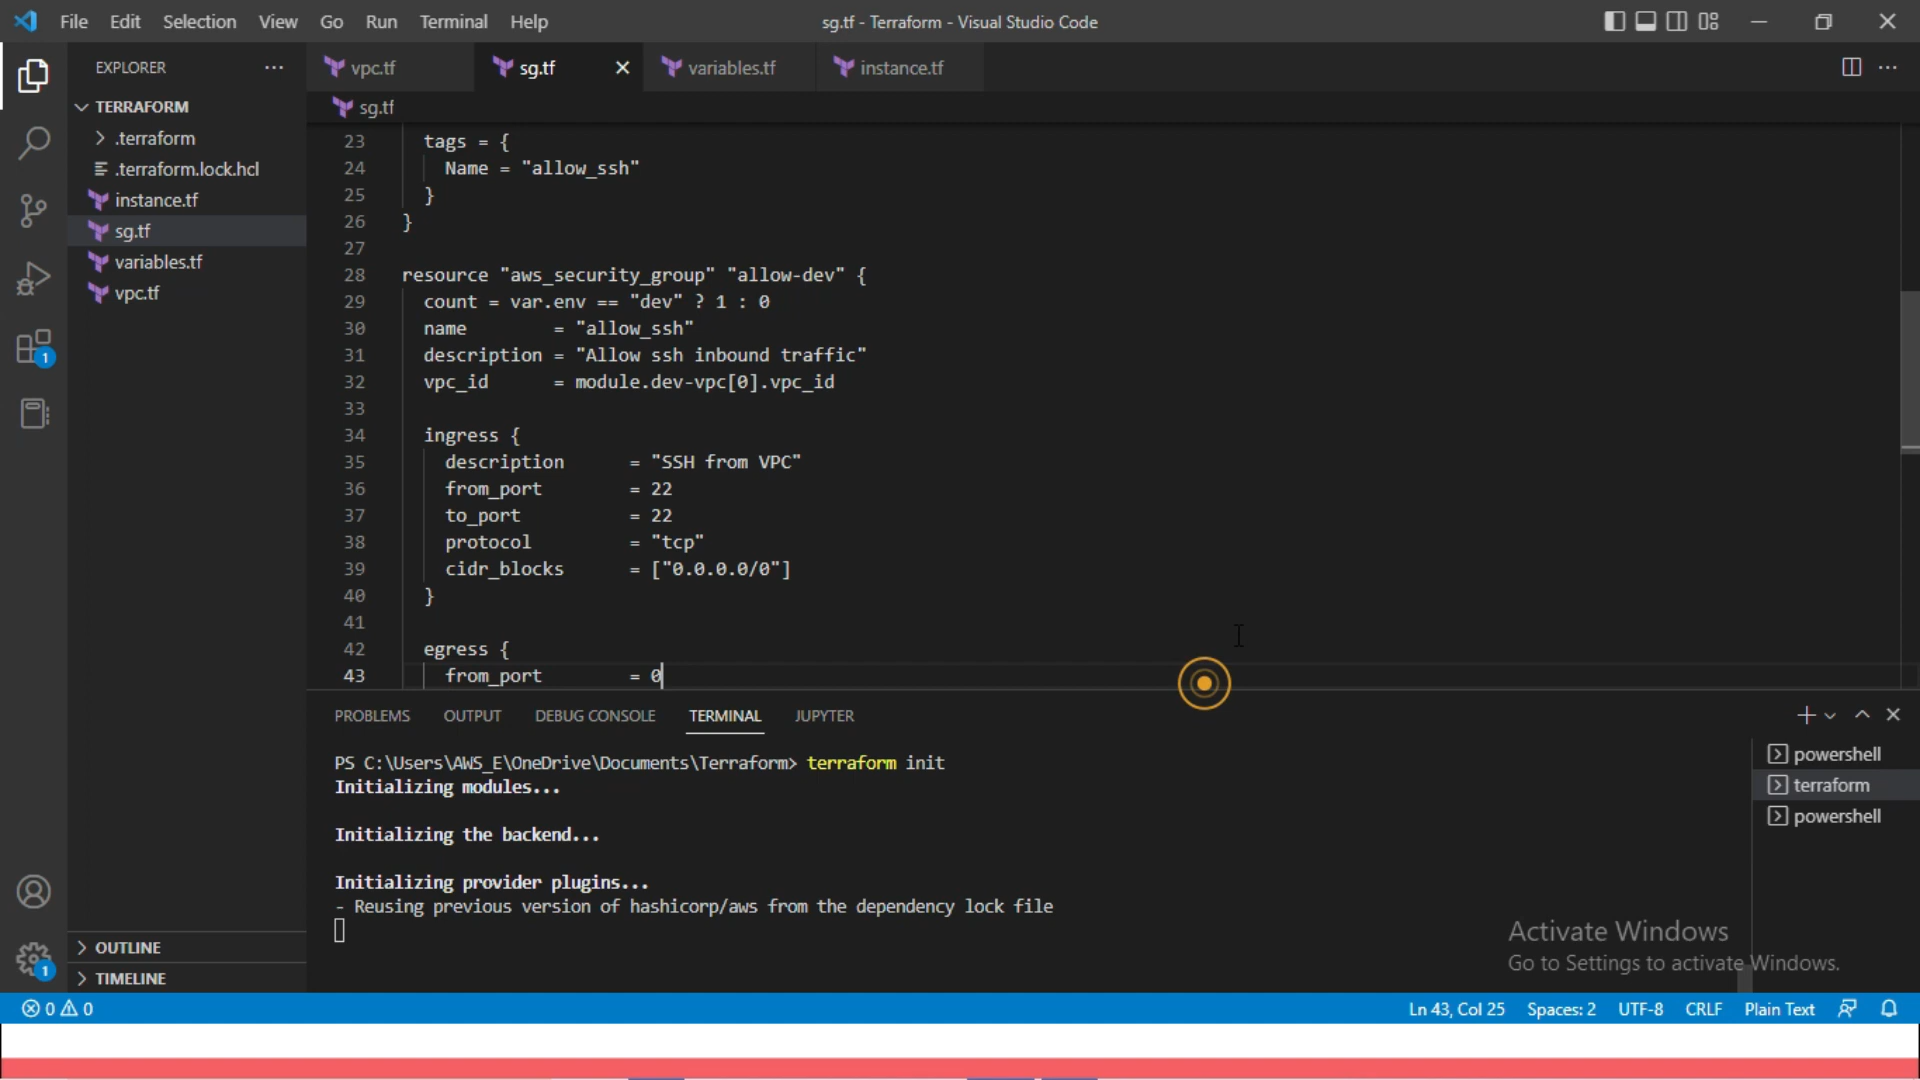 File Edit Selection View Go Run Terminal Help
sg.tf - Terraform - Visual Studio Code
EXPLORER
TERRAFORM
.terraform
.terraform.lock.hcl
instance.tf
sg.tf
variables.tf
vpc.tf
OUTLINE
TIMELINE
1
1
vpc.tf sg.tf variables.tf instance.tf
sg.tf
23 tags = {
24 Name = "allow_ssh"
25 }
26 }
27
28 resource "aws_security_group" "allow-dev" {
29 count = var.env == "dev" ? 1 : 0
30 name = "allow_ssh"
31 description = "Allow ssh inbound traffic"
32 vpc_id = module.dev-vpc[0].vpc_id
33
34 ingress {
35 description = "SSH from VPC"
36 from_port = 22
37 to_port = 22
38 protocol = "tcp"
39 cidr_blocks = ["0.0.0.0/0"]
40 }
41
42 egress {
43 from_port = 0
PROBLEMS OUTPUT DEBUG CONSOLE TERMINAL JUPYTER
PS C:\Users\AWS_E\OneDrive\Documents\Terraform> terraform init
Initializing modules...
Initializing the backend...
Initializing provider plugins...
- Reusing previous version of hashicorp/aws from the dependency lock file
powershell
terraform
powershell
Activate Windows
Go to Settings to activate Windows.
0 0
Ln 43, Col 25 Spaces: 2 UTF-8 CRLF Plain Text